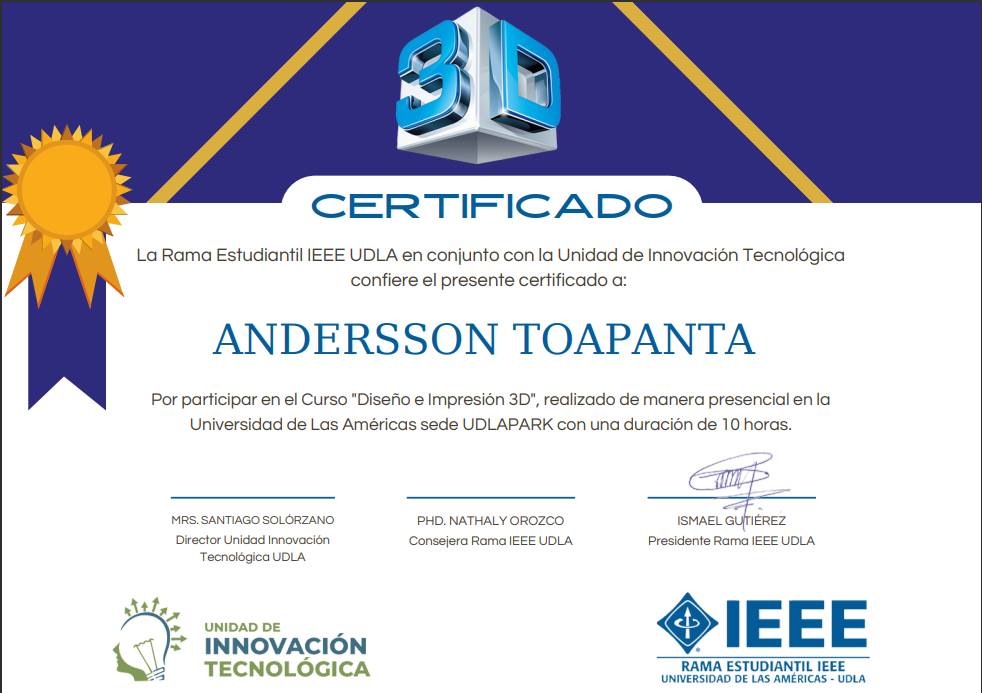 3D
CERTIFICADO
La Rama Estudiantil IEEE UDLA en conjunto con la Unidad de Innovación Tecnológica
confiere el presente certificado a:
ANDERSSON TOAPANTA
Por participar en el Curso "Diseño e Impresión 3D", realizado de manera presencial en la
Universidad de Las Américas sede UDLAPARK con una duración de 10 horas.
MRS. SANTIAGO SOLÓRZANO
Director Unidad Innovación
Tecnológica UDLA
PHD. NATHALY OROZCO
Consejera Rama IEEE UDLA
ISMAEL GUTIÉREZ
Presidente Rama IEEE UDLA
UNIDAD DE
INNOVACIÓN
TECNOLÓGICA
IEEE
RAMA ESTUDIANTIL IEEE
UNIVERSIDAD DE LAS AMÉRICAS - UDLA